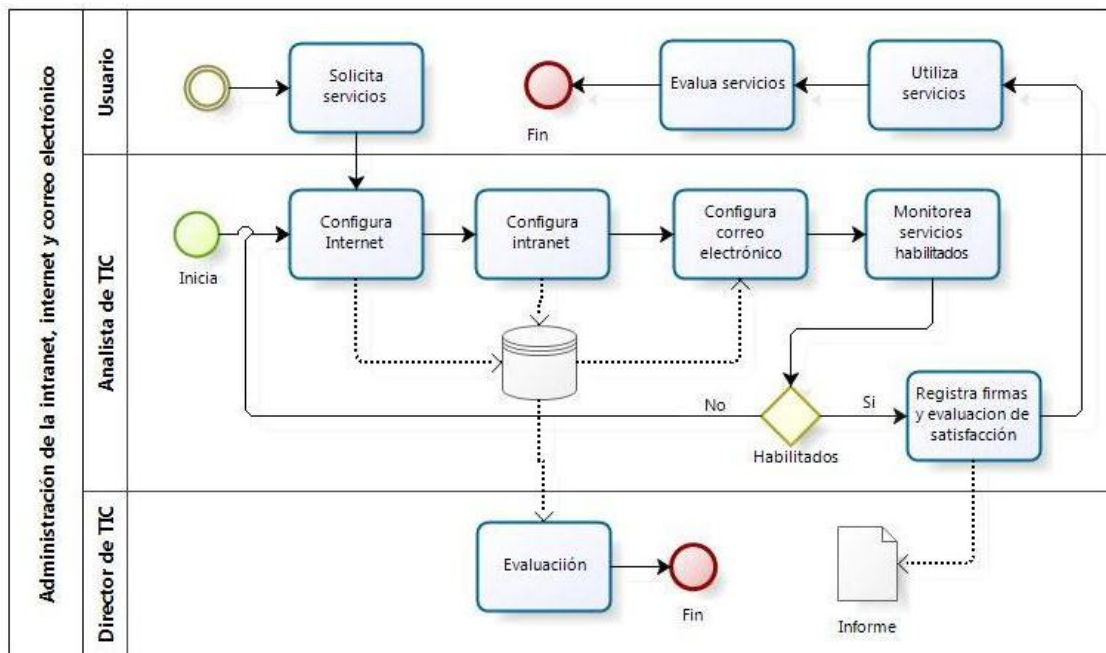 Administración de la intranet, internet y correo electrónico
Usuario
Solicita
servicios
Fin
Evalua servicios
Utiliza
servicios
Analista de TIC
Inicia
Configura
Internet
Configura
intranet
Configura
correo
electrónico
Monitorea
servicios
habilitados
No
Si
Habilitados
Registra firmas
y evaluacion de
satisfacción
Director de TIC
Evaluaciión
Fin
Informe